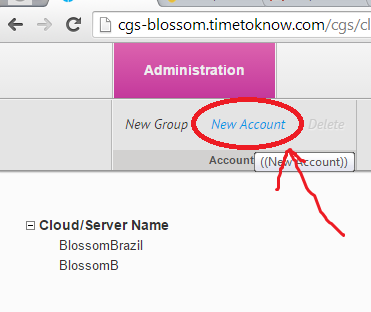 cgs-blossom.timetoknow.com/cgs/cl
Administration
New Group New Account Delete
Account
((New Account))
Cloud/Server Name
BlossomBrazil
BlossomB